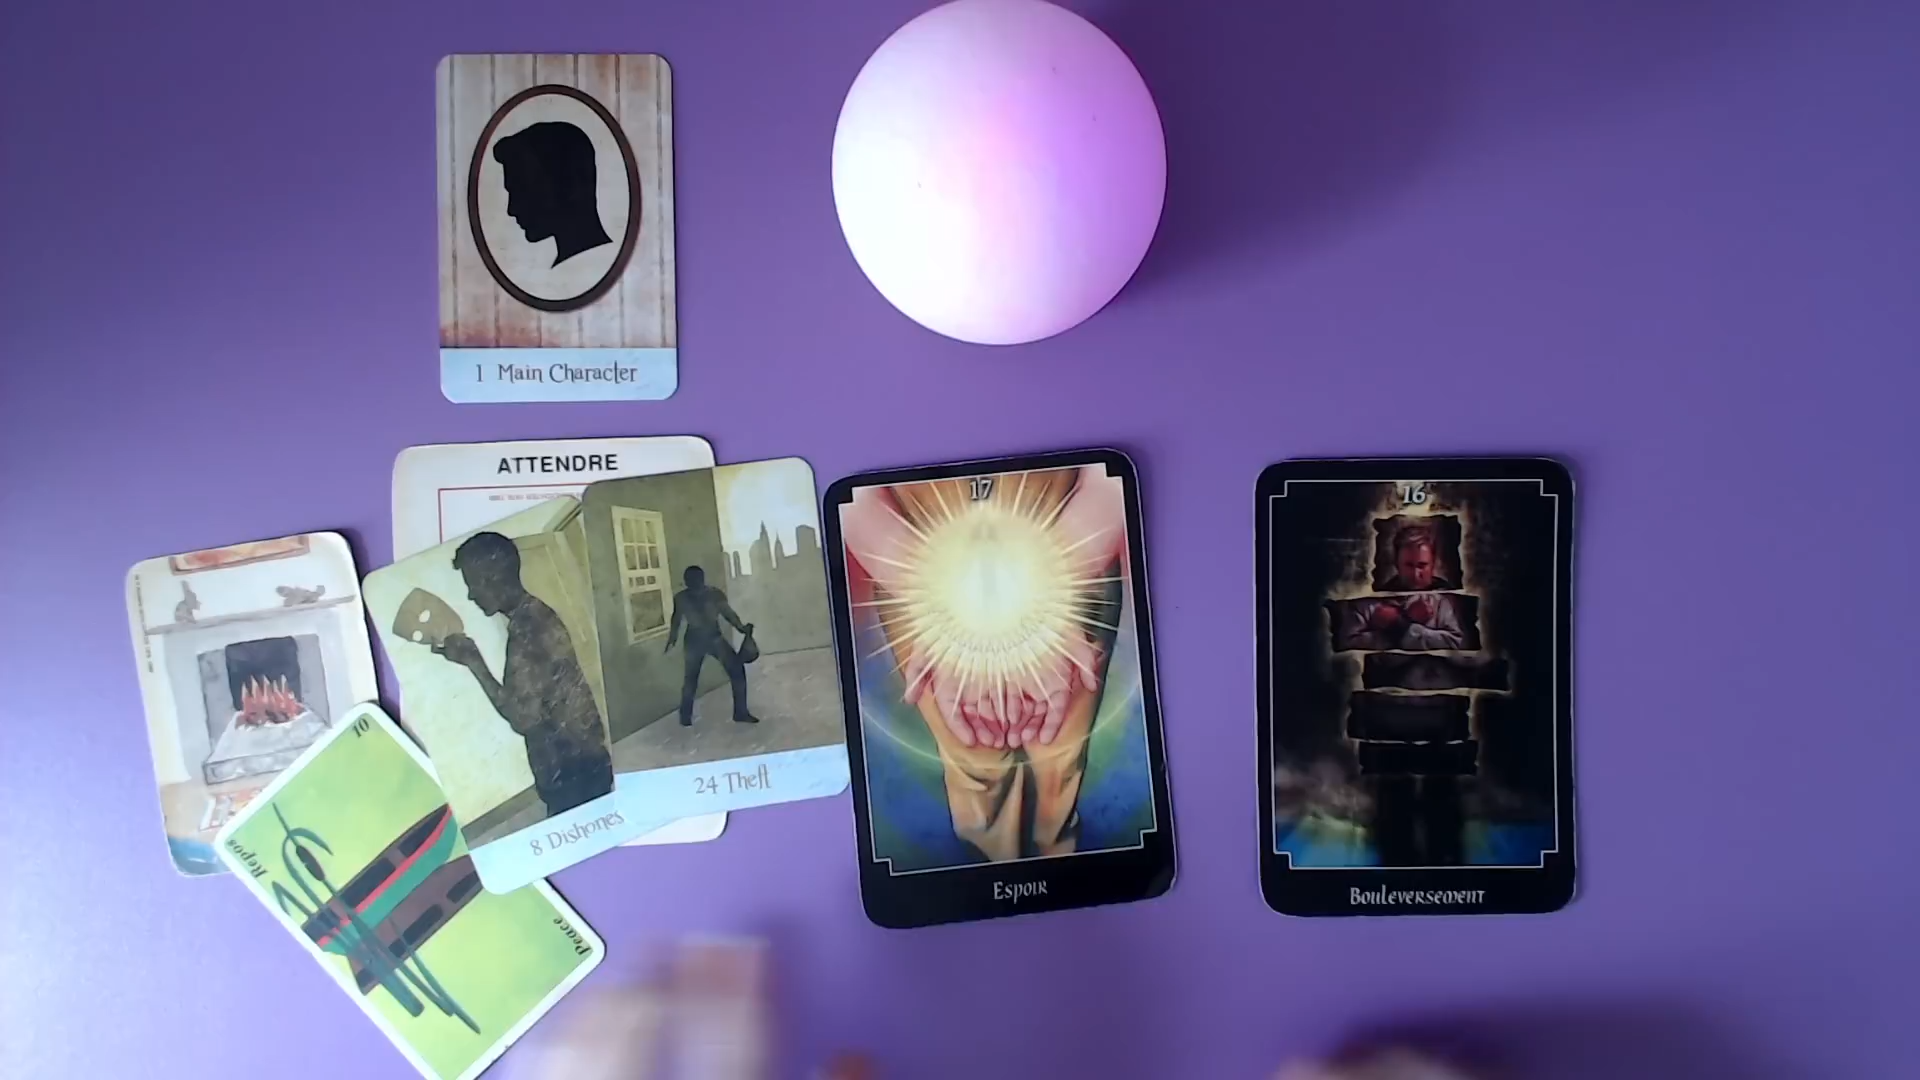 1 Main Character
ATTENDRE
10
Repos
Peace
8 Dishones
24 Theft
17
Espoir
16
Bouleversement